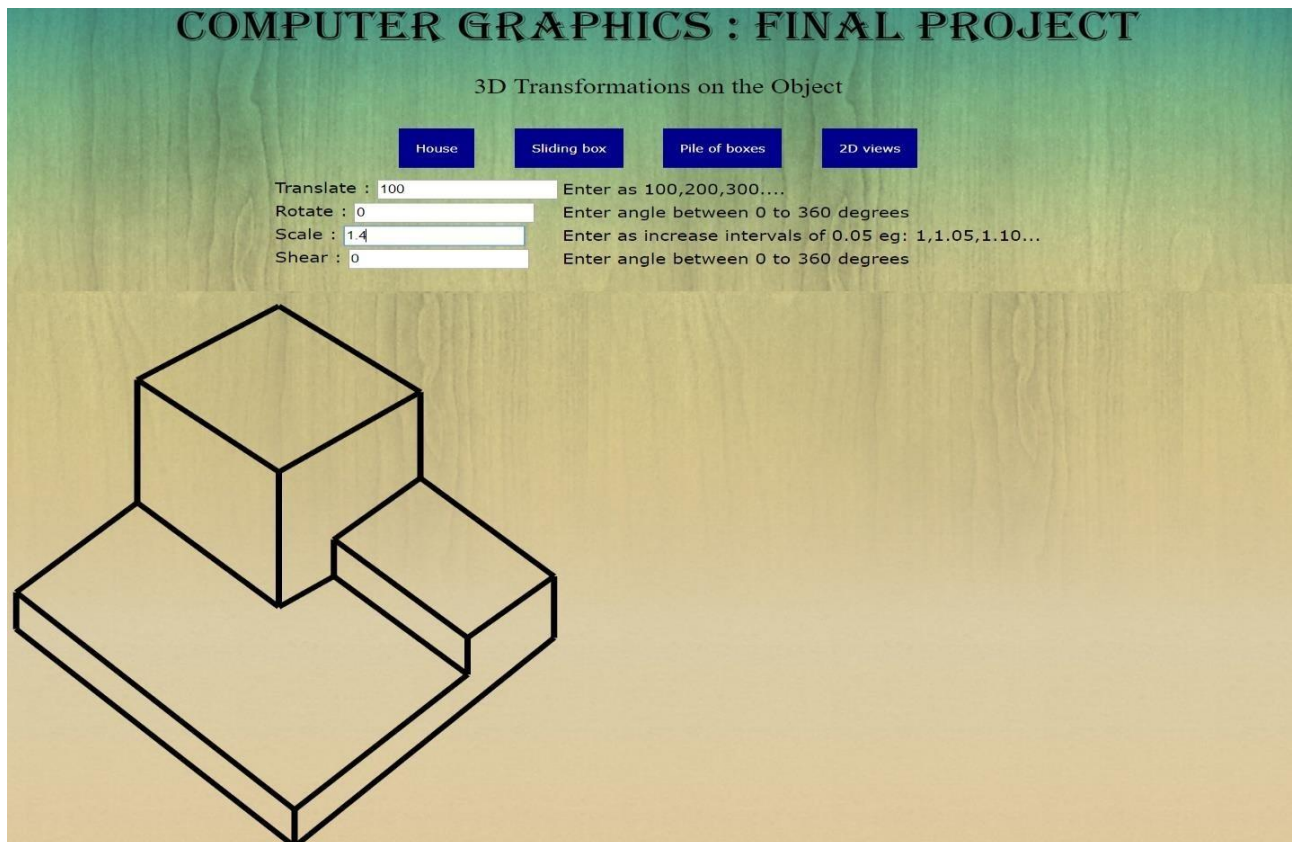 COMPUTER GRAPHICS : FINAL PROJECT
3D Transformations on the Object
House Sliding box Pile of boxes 2D views
Translate : 100 Enter as 100,200,300....
Rotate : 0 Enter angle between 0 to 360 degrees
Scale : 1.4 Enter as increase intervals of 0.05 eg: 1,1.05,1.10...
Shear : 0 Enter angle between 0 to 360 degrees